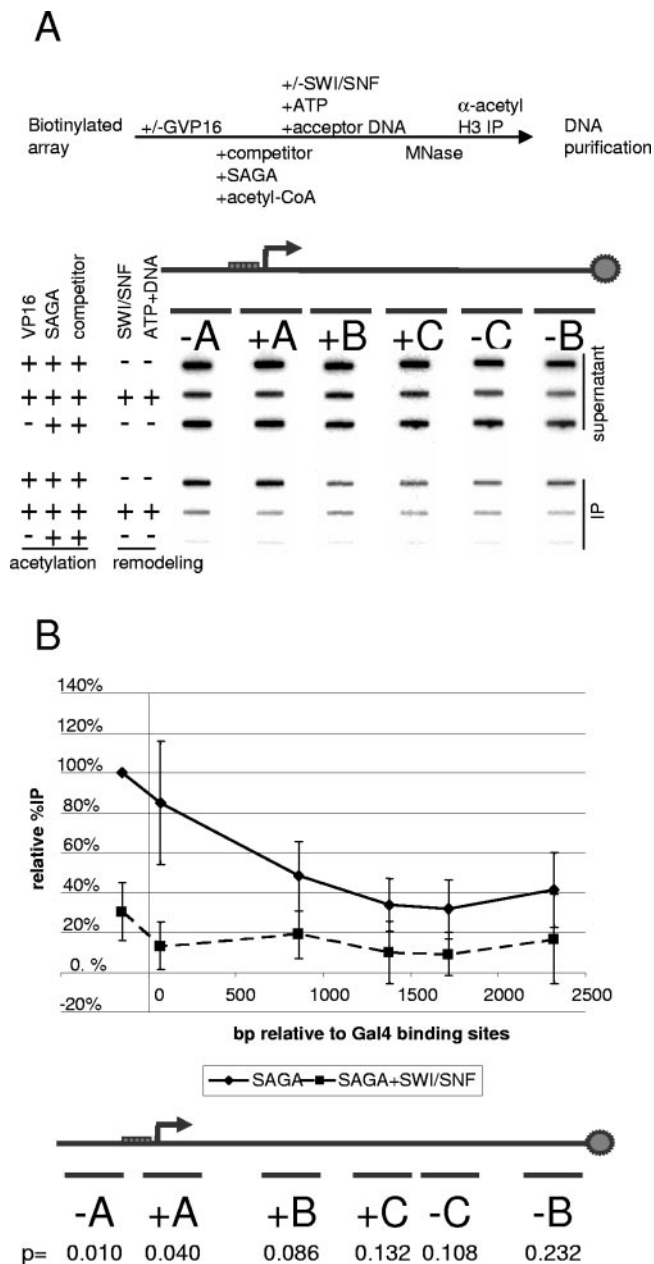 A
+/-SWI/SNF
+ATP
α-acetyl
Biotinylated
array
+/-GVP16
+acceptor DNA
H3 IP
DNA
purification
+competitor
+SAGA
+acetyl-CoA
MNase
VP16
SAGA
competitor
SWI/SNF
ATP+DNA
-A +A +B +C -C -B
+ + + - -
+ + + + +
- + + - -
supernatant
+ + + - -
+ + + + +
- + + - -
IP
acetylation remodeling
B
140%
120%
100%
80%
60%
40%
20%
0. %
-20%
relative %IP
0 500 1000 1500 2000 2500
bp relative to Gal4 binding sites
SAGA SAGA+SWI/SNF
-A +A +B +C -C -B
p= 0.010 0.040 0.086 0.132 0.108 0.232